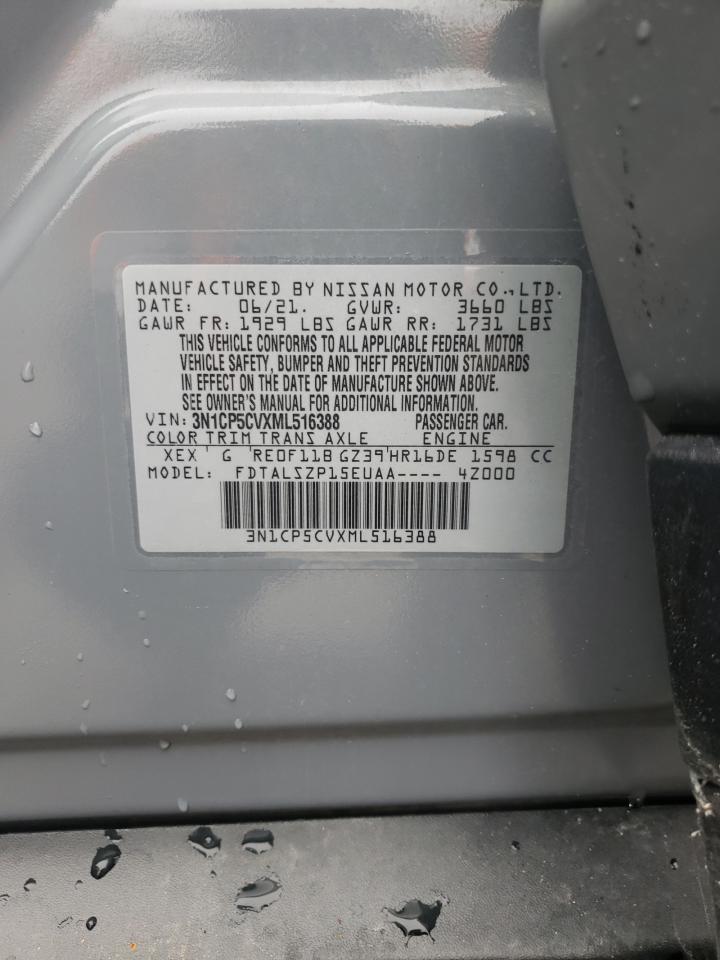 MANUFACTURED BY NISSAN MOTOR CO., LTD.
DATE: 06/21. GVWR: 3660 LBS
GAWR FR: 1929 LBS GAWR RR: 1731 LBS
THIS VEHICLE CONFORMS TO ALL APPLICABLE FEDERAL MOTOR
VEHICLE SAFETY, BUMPER AND THEFT PREVENTION STANDARDS
IN EFFECT ON THE DATE OF MANUFACTURE SHOWN ABOVE.
SEE OWNER'S MANUAL FOR ADDITIONAL INFORMATION.
VIN: 3N1CP5CVXML516388 PASSENGER CAR.
COLOR TRIM TRANS AXLE ENGINE
XEX G RE0F11B GZ39 HR16DE 1598 CC
MODEL: FDTALSZP15EUAA---- 4Z000
3N1CP5CVXML516388